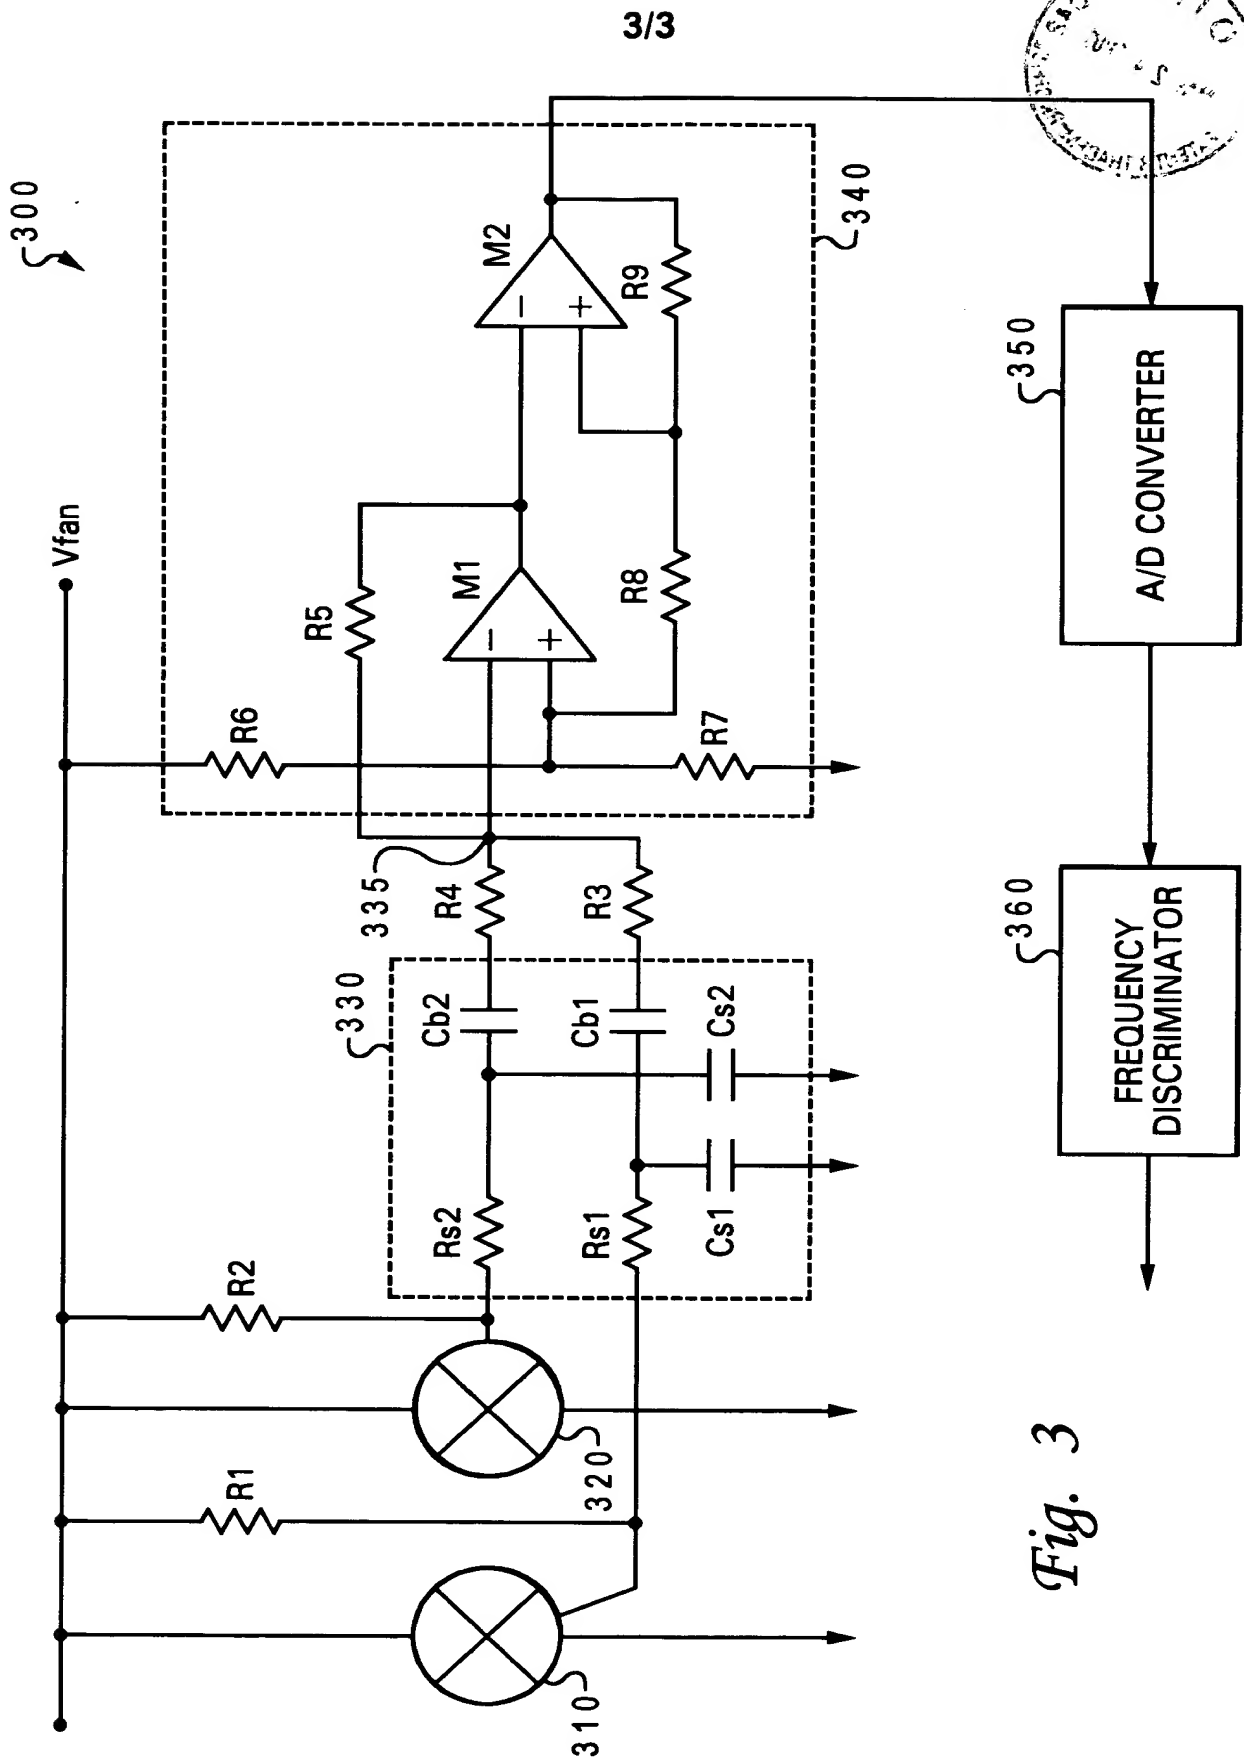 3/3
300
Vfan
R6
R5
M1
M2
R8
R9
R7
340
335
R4
R3
330
Cb2
Cb1
Cs2
Cs1
Rs2
Rs1
R2
R1
320
310
350
A/D CONVERTER
360
FREQUENCY
DISCRIMINATOR
Fig. 3